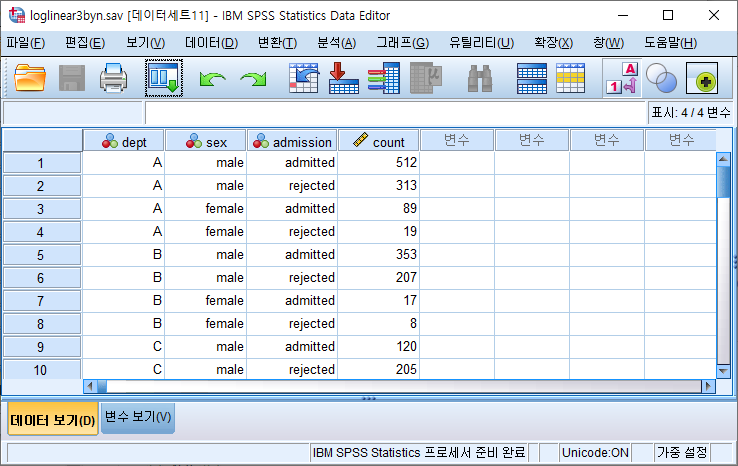 loglinear3byn.sav [데이터세트11] - IBM SPSS Statistics Data Editor
파일(F) 편집(E) 보기(V) 데이터(D) 변환(T) 분석(A) 그래프(G) 유틸리티(U) 확장(X) 창(W) 도움말(H)
표시: 4 / 4 변수
dept sex admission count 변수 변수 변수 변수
1 A male admitted 512
2 A male rejected 313
3 A female admitted 89
4 A female rejected 19
5 B male admitted 353
6 B male rejected 207
7 B female admitted 17
8 B female rejected 8
9 C male admitted 120
10 C male rejected 205
데이터 보기(D) 변수 보기(V)
IBM SPSS Statistics 프로세서 준비 완료 Unicode:ON 가중 설정